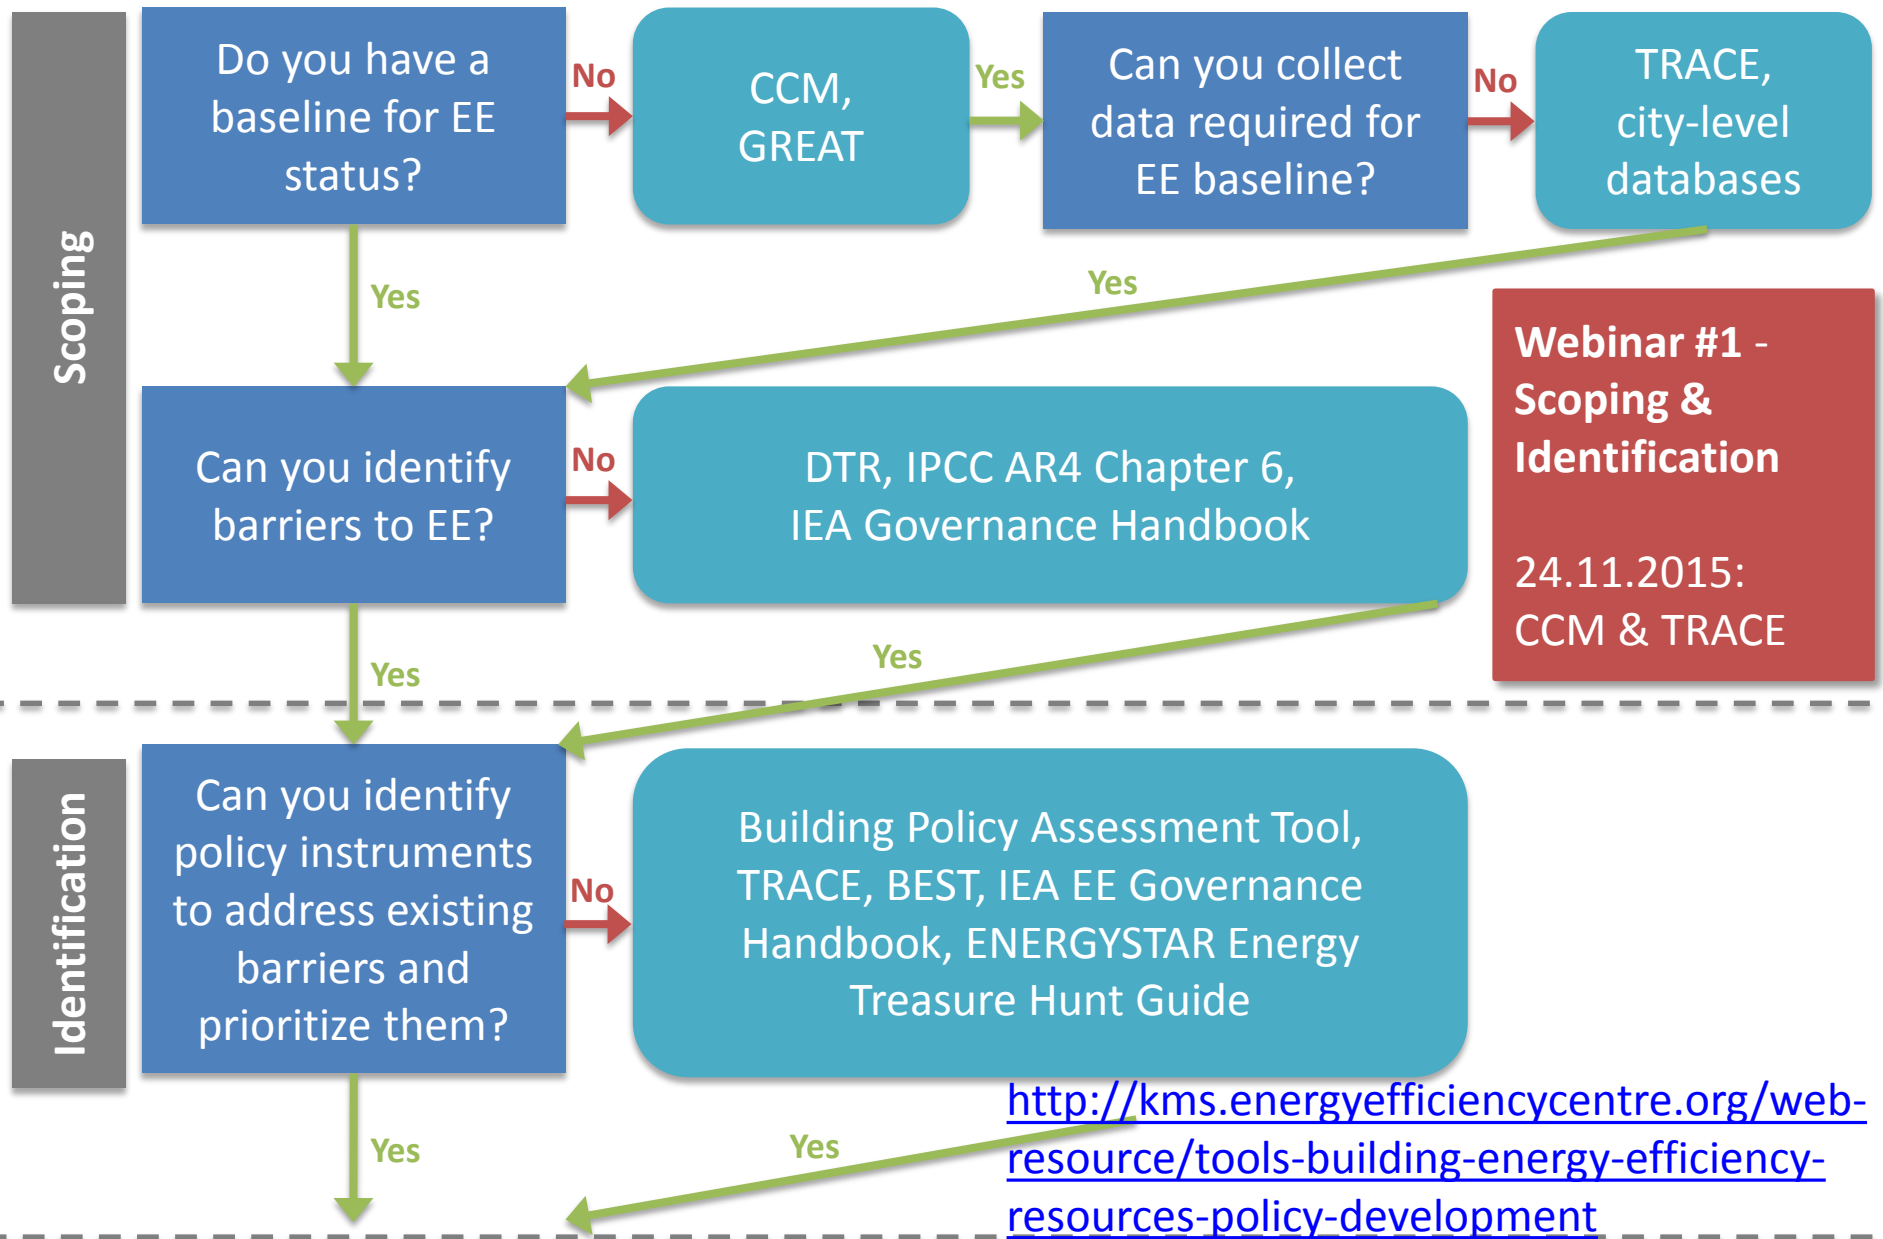 Scoping
Do you have a
baseline for EE
status?
No
CCM,
GREAT
Yes
Can you collect
data required for
EE baseline?
No
TRACE,
city-level
databases
Yes
Yes
Can you identify
barriers to EE?
No
DTR, IPCC AR4 Chapter 6,
IEA Governance Handbook
Webinar #1 -
Scoping &
Identification
24.11.2015:
CCM & TRACE
Yes
Yes
Identification
Can you identify
policy instruments
to address existing
barriers and
prioritize them?
No
Building Policy Assessment Tool,
TRACE, BEST, IEA EE Governance
Handbook, ENERGYSTAR Energy
Treasure Hunt Guide
Yes
Yes
http://kms.energyefficiencycentre.org/web-
resource/tools-building-energy-efficiency-
resources-policy-development